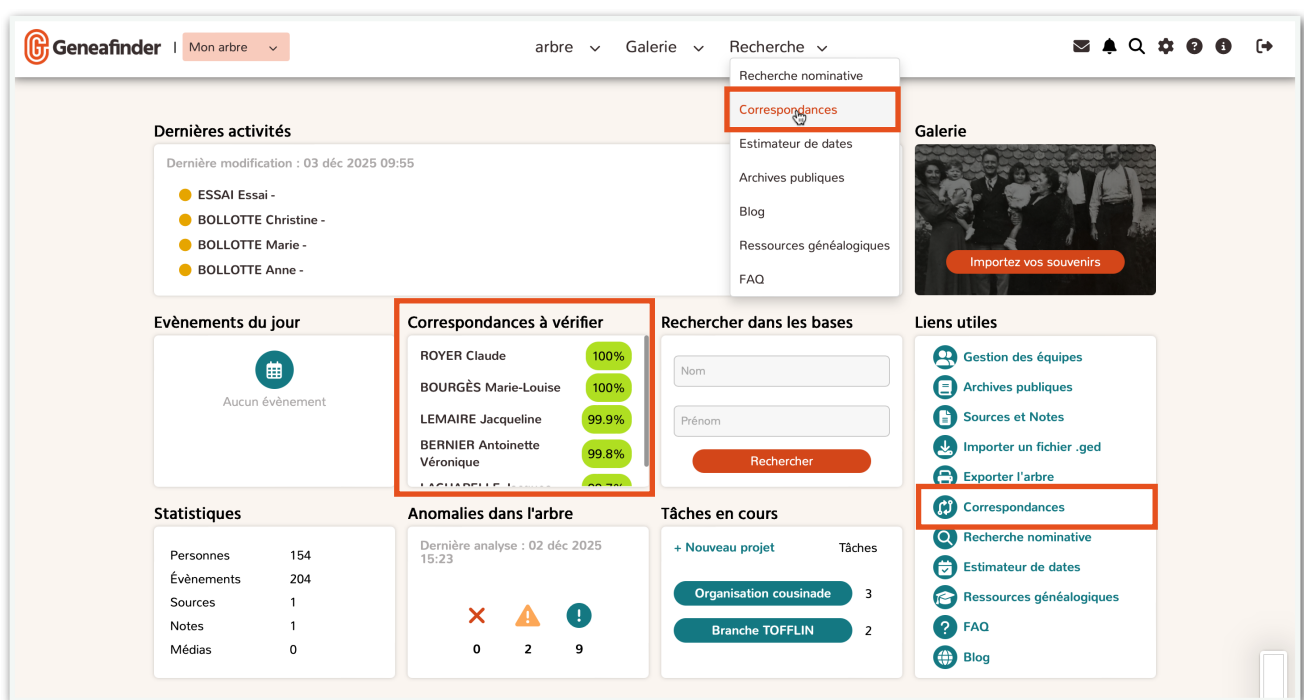 Geneafinder | Mon arbre
arbre Galerie Recherche
Recherche nominative
Correspondances
Estimateur de dates
Archives publiques
Blog
Ressources généalogiques
FAQ
Dernières activités
Dernière modification : 03 déc 2025 09:55
ESSAI Essai -
BOLLOTTE Christine -
BOLLOTTE Marie -
BOLLOTTE Anne -
Galerie
Importez vos souvenirs
Evènements du jour
Aucun évènement
Correspondances à vérifier
ROYER Claude 100%
BOURGÈS Marie-Louise 100%
LEMAIRE Jacqueline 99.9%
BERNIER Antoinette
Véronique 99.8%
Rechercher dans les bases
Nom
Prénom
Rechercher
Liens utiles
Gestion des équipes
Archives publiques
Sources et Notes
Importer un fichier .ged
Exporter l'arbre
Correspondances
Recherche nominative
Estimateur de dates
Ressources généalogiques
FAQ
Blog
Statistiques
Personnes 154
Évènements 204
Sources 1
Notes 1
Médias 0
Anomalies dans l'arbre
Dernière analyse : 02 déc 2025
15:23
0 2 9
Tâches en cours
+ Nouveau projet Tâches
Organisation cousinade 3
Branche TOFFLIN 2